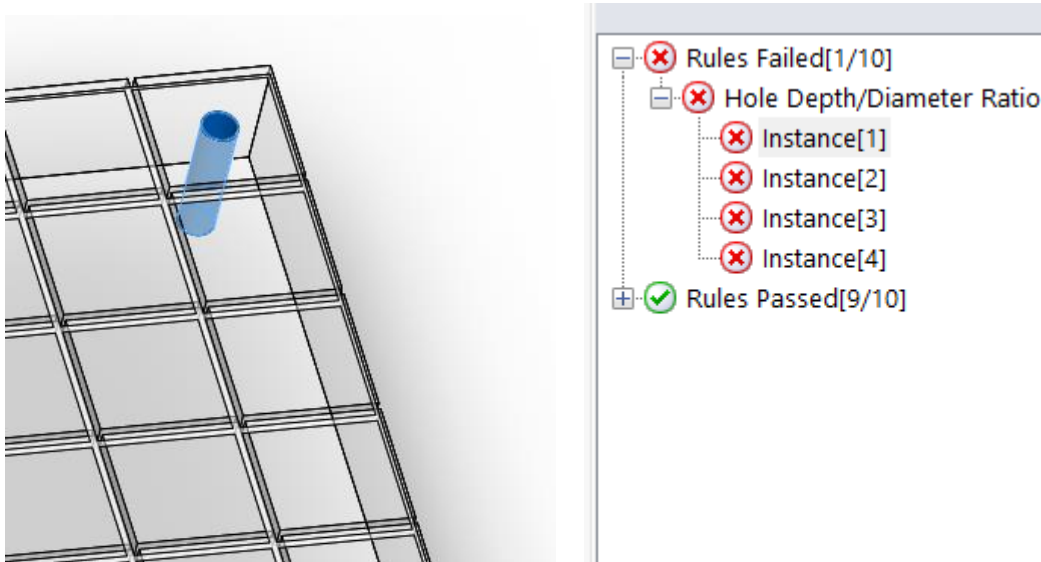 Rules Failed[1/10]
Hole Depth/Diameter Ratio
Instance[1]
Instance[2]
Instance[3]
Instance[4]
Rules Passed[9/10]